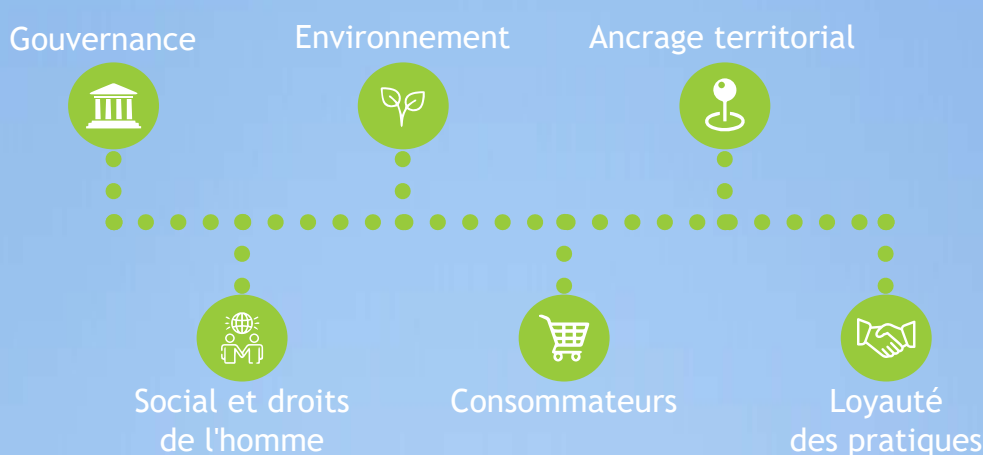 Gouvernance
Environnement
Ancrage territorial
Social et droits
de l'homme
Consommateurs
Loyauté
des pratiques